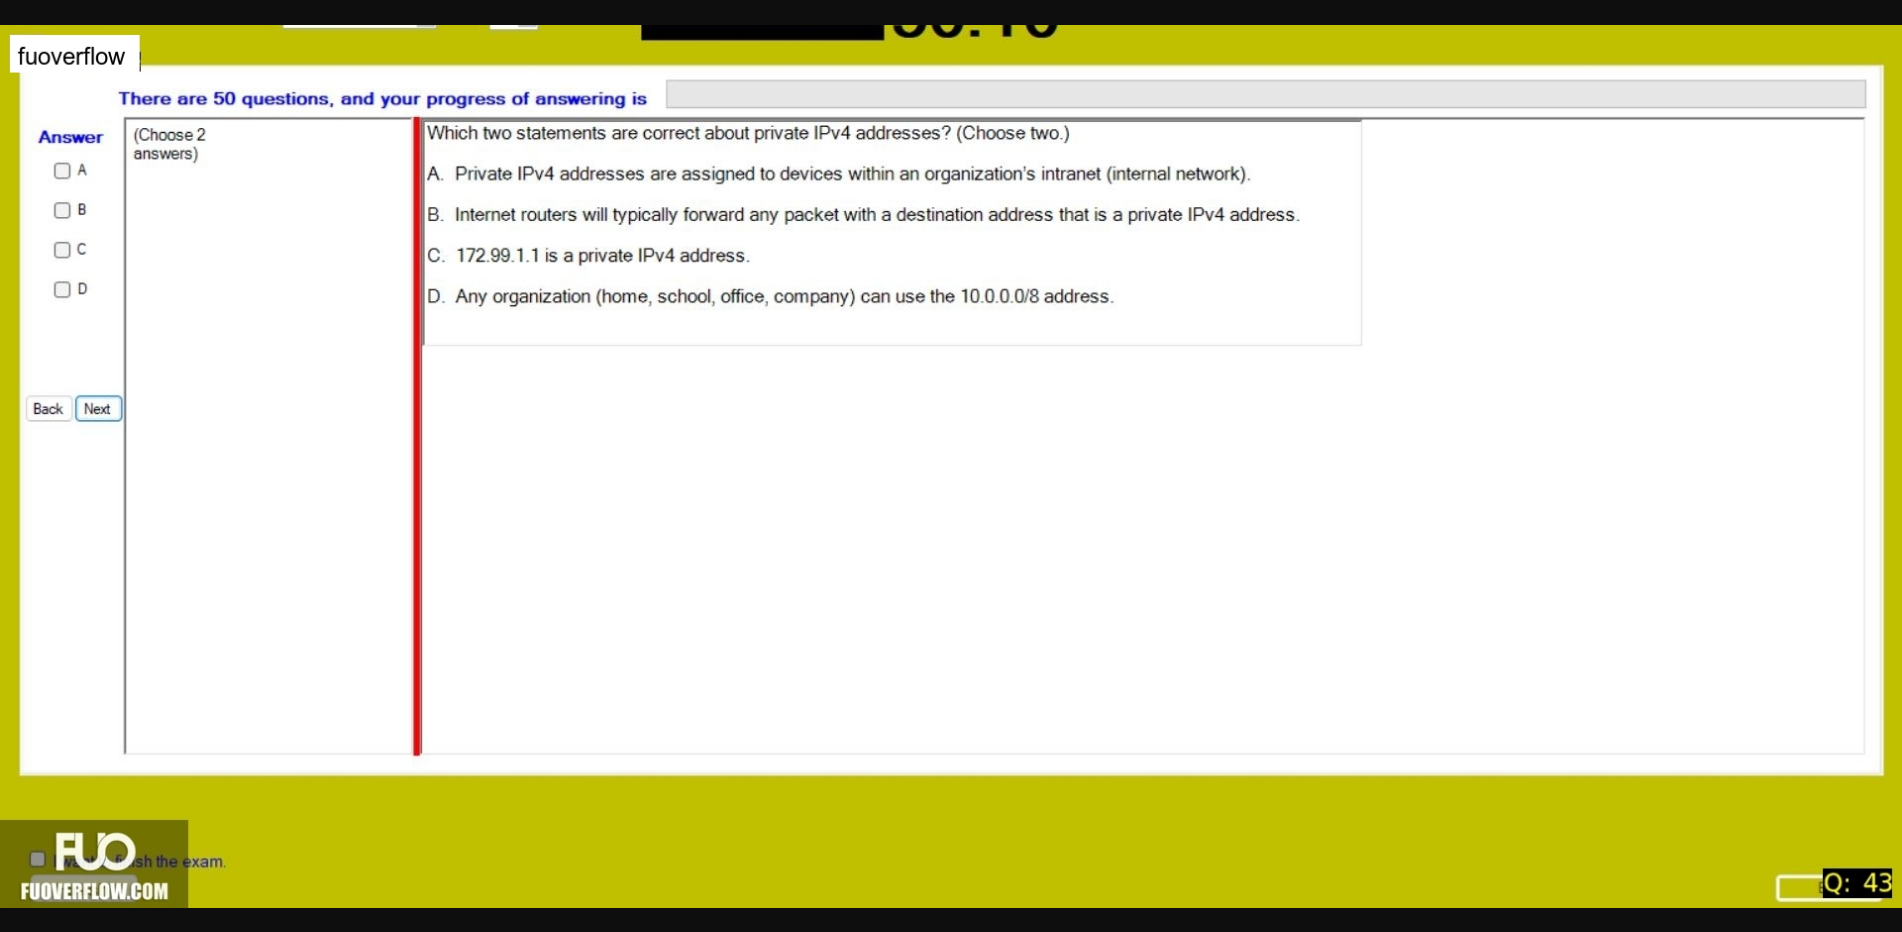 fuoverflow
There are 50 questions, and your progress of answering is
Answer
(Choose 2
answers)
A
B
C
D
Back
Next
Which two statements are correct about private IPv4 addresses? (Choose two.)
A. Private IPv4 addresses are assigned to devices within an organization's intranet (internal network).
B. Internet routers will typically forward any packet with a destination address that is a private IPv4 address.
C. 172.99.1.1 is a private IPv4 address.
D. Any organization (home, school, office, company) can use the 10.0.0.0/8 address.
FUO
the exam.
FUOVERFLOW.COM
Q: 43